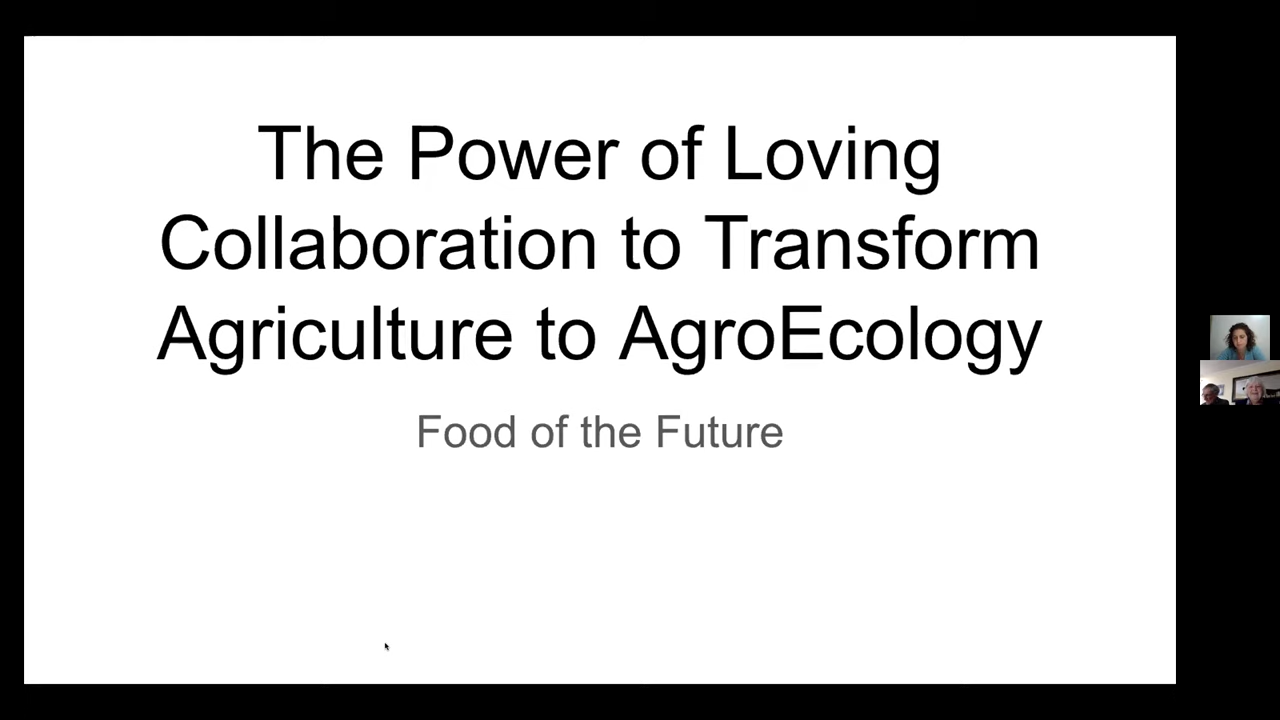 The Power of Loving
Collaboration to Transform
Agriculture to AgroEcology
Food of the Future